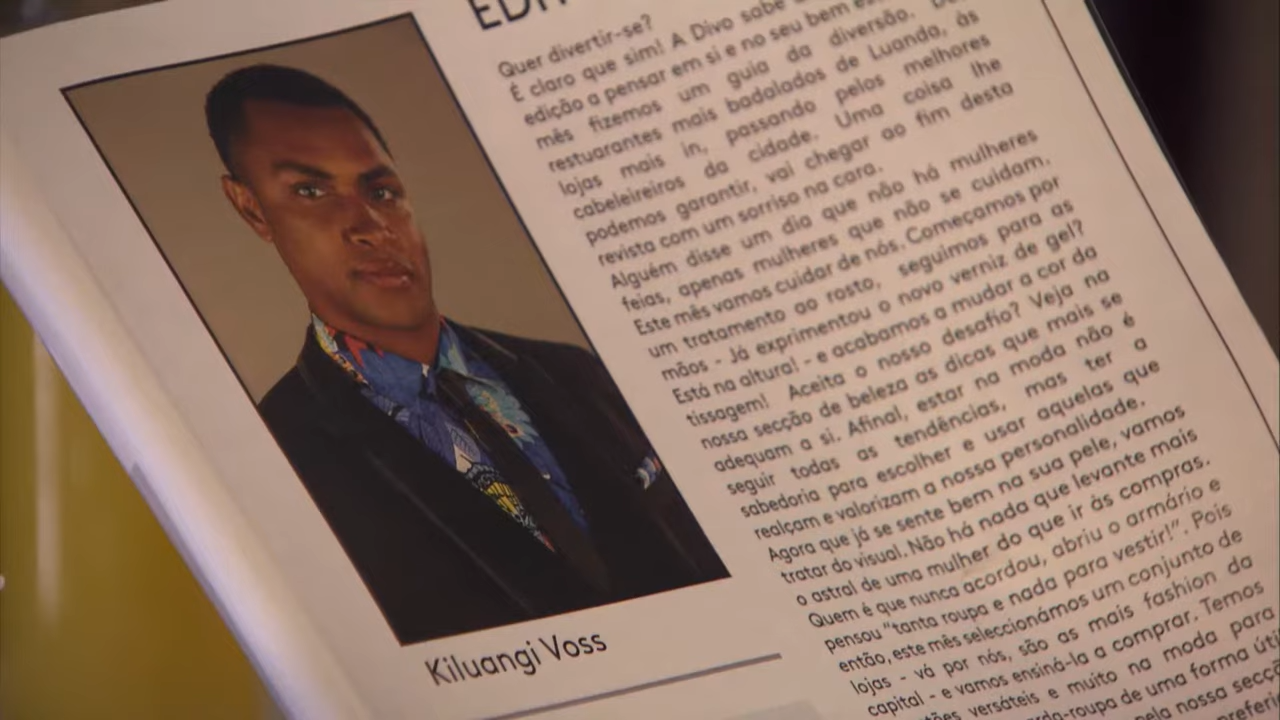 EDI
Quer divertir-se?
É claro que sim! A Divo sabe
edição a pensar em si e no seu bem
mês fizemos um guia da diversão.
restuarantes mais badalados de Luanda, às
lojas mais in, passando pelos melhores
cabeleireiros da cidade. Uma coisa lhe
podemos garantir, vai chegar ao fim desta
revista com um sorriso na cara.
Alguém disse um dia que não há mulheres
feias, apenas mulheres que não se cuidam.
Este mês vamos cuidar de nós. Começamos por
um tratamento ao rosto, seguimos para as
mãos - Já exprimentou o novo verniz de gel?
Está na altura! - e acabamos a mudar a cor da
tissagem! Aceita o nosso desafio? Veja na
nossa secção de beleza as dicas que mais se
adequam a si. Afinal, estar na moda não é
seguir todas as tendências, mas ter a
sabedoria para escolher e usar aquelas que
realçam e valorizam a nossa personalidade.
Agora que já se sente bem na sua pele, vamos
tratar do visual. Não há nada que levante mais
o astral de uma mulher do que ir às compras.
Quem é que nunca acordou, abriu o armário e
pensou "tanta roupa e nada para vestir!". Pois
então, este mês seleccionámos um conjunto de
lojas - vá por nós, são as mais fashion da
capital - e vamos ensiná-la a comprar. Temos
versáteis e muito na moda para
de uma forma
nossa
Kiluangi Voss